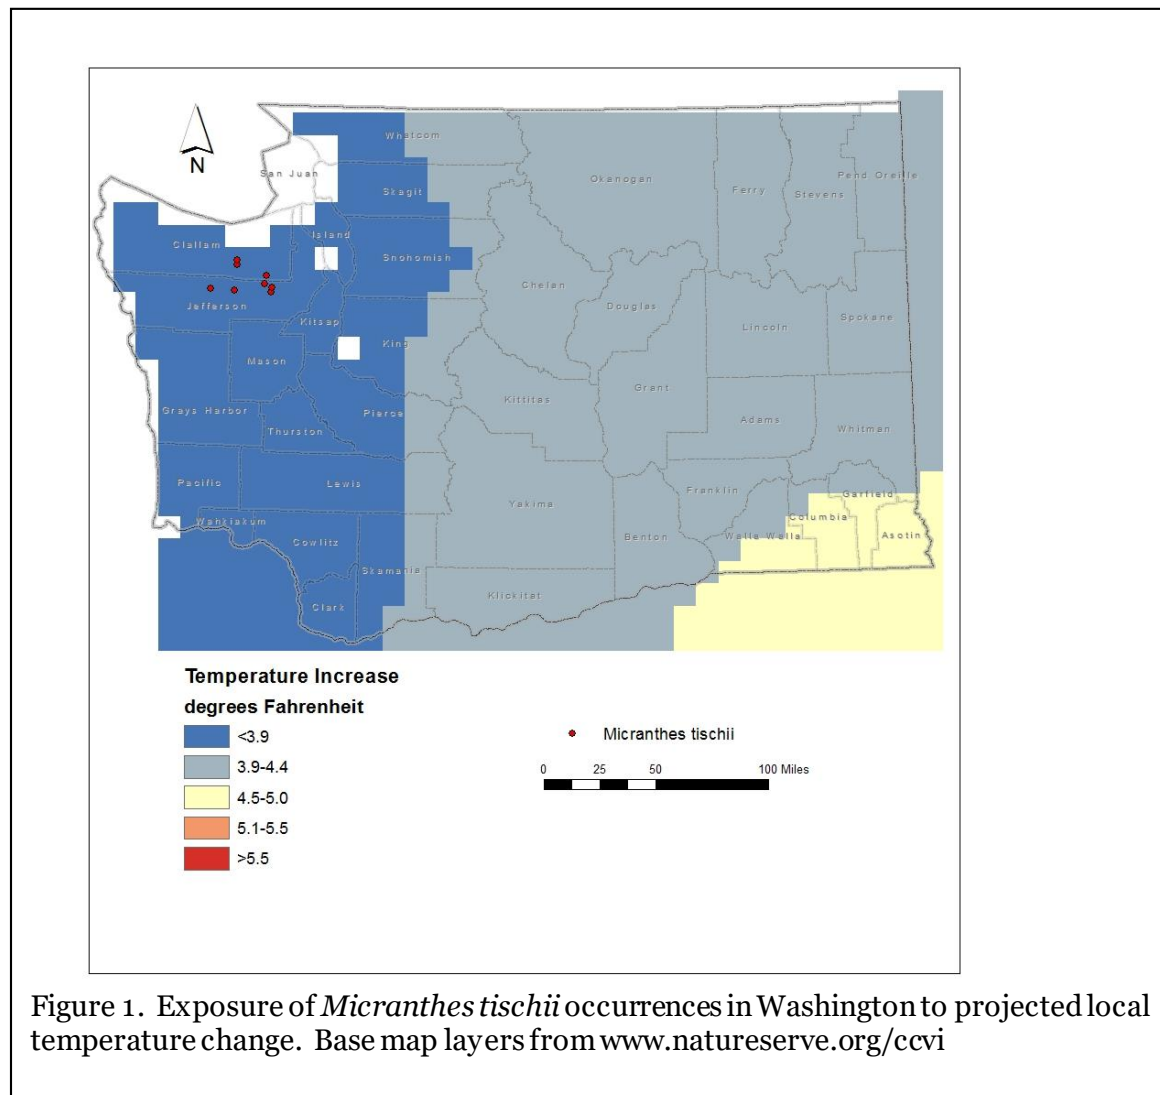 N
Whatcom
San Juan
Okanogan
Ferry
Stevens
Pend Oreille
Skagit
Island
Clallam
Snohomish
Chelan
Douglas
Jefferson
Kitsap
King
Lincoln
Spokane
Mason
Kittitas
Grant
Grays Harbor
Pierce
Thurston
Adams
Whitman
Pacific
Lewis
Yakima
Franklin
Garfield
Columbia
Wahkiakum
Cowlitz
Benton
Walla Walla
Asotin
Skamania
Clark
Klickitat
Temperature Increase
degrees Fahrenheit
<3.9
3.9-4.4
4.5-5.0
5.1-5.5
>5.5
Micranthes tischii
0 25 50 100 Miles
Figure 1. Exposure of Micranthes tischii occurrences in Washington to projected local
temperature change. Base map layers from www.natureserve.org/ccvi